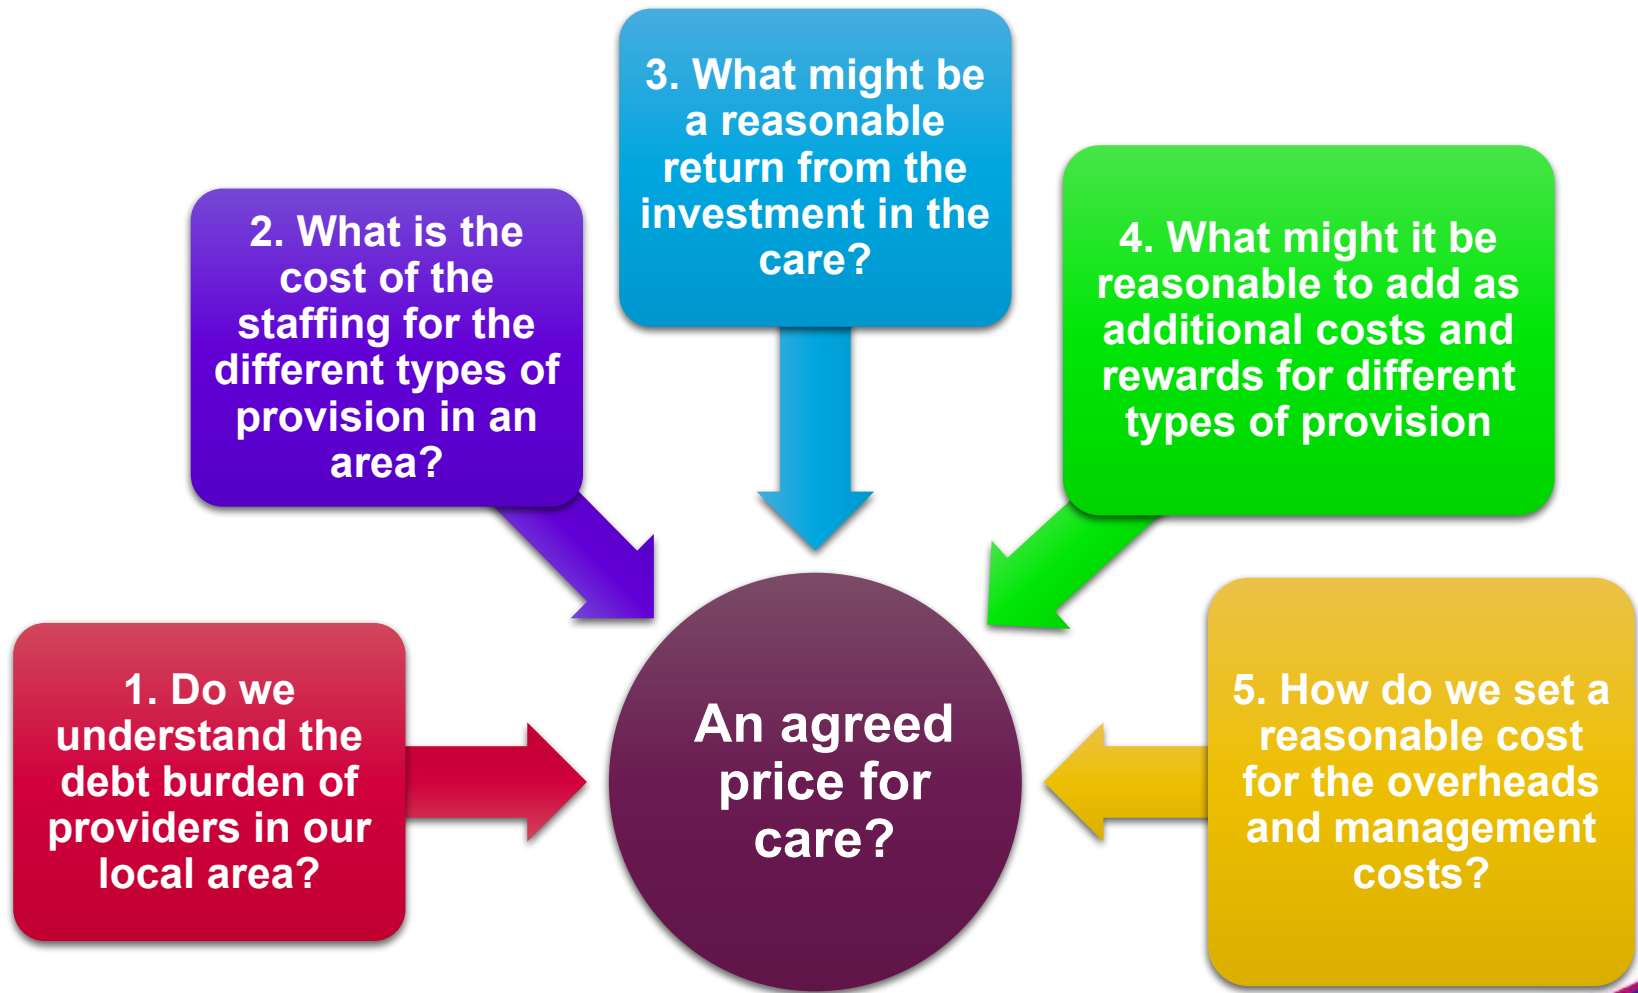 1. Do we
understand the
debt burden of
providers in our
local area?
2. What is the
cost of the
staffing for the
different types of
provision in an
area?
3. What might be
a reasonable
return from the
investment in the
care?
4. What might it be
reasonable to add as
additional costs and
rewards for different
types of provision
5. How do we set a
reasonable cost
for the overheads
and management
costs?
An agreed
price for
care?